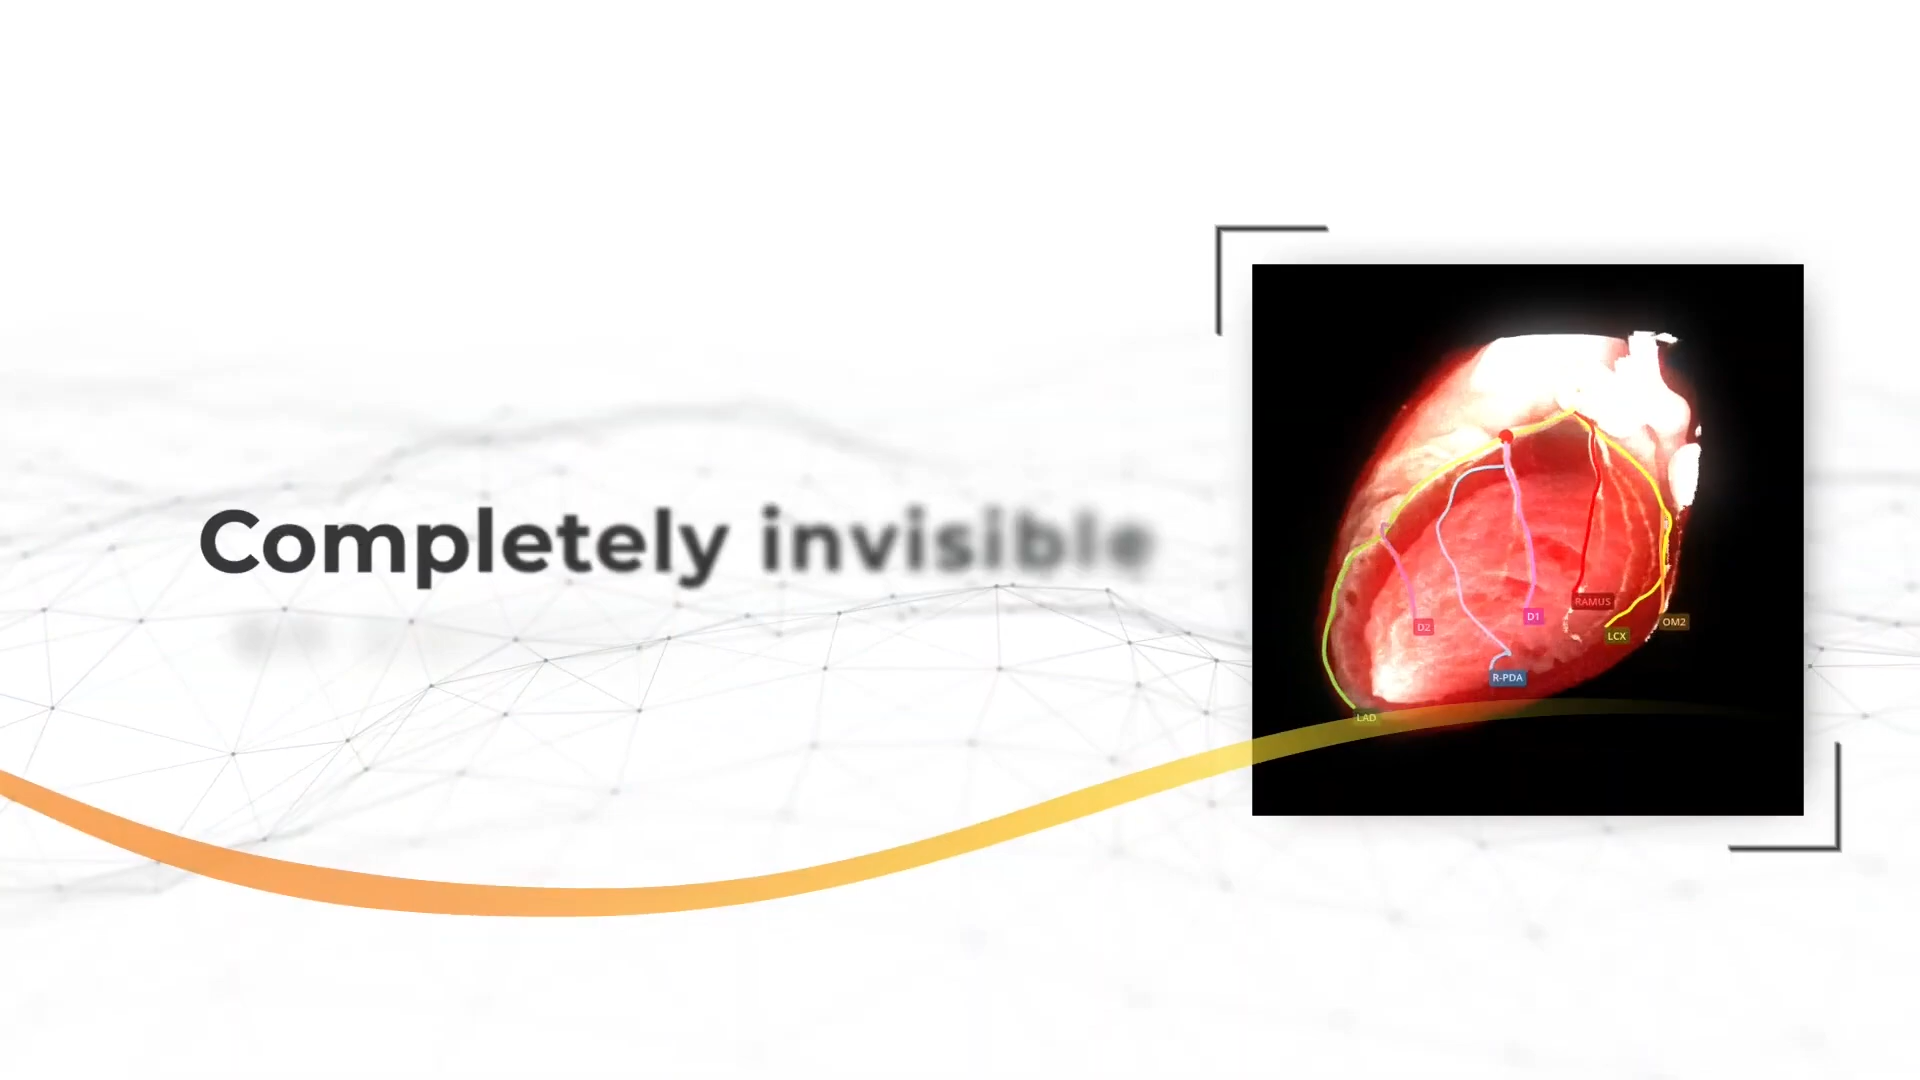 Completely invisible
RAMUS
D1
D2
OM2
LCX
R-PDA
LAD